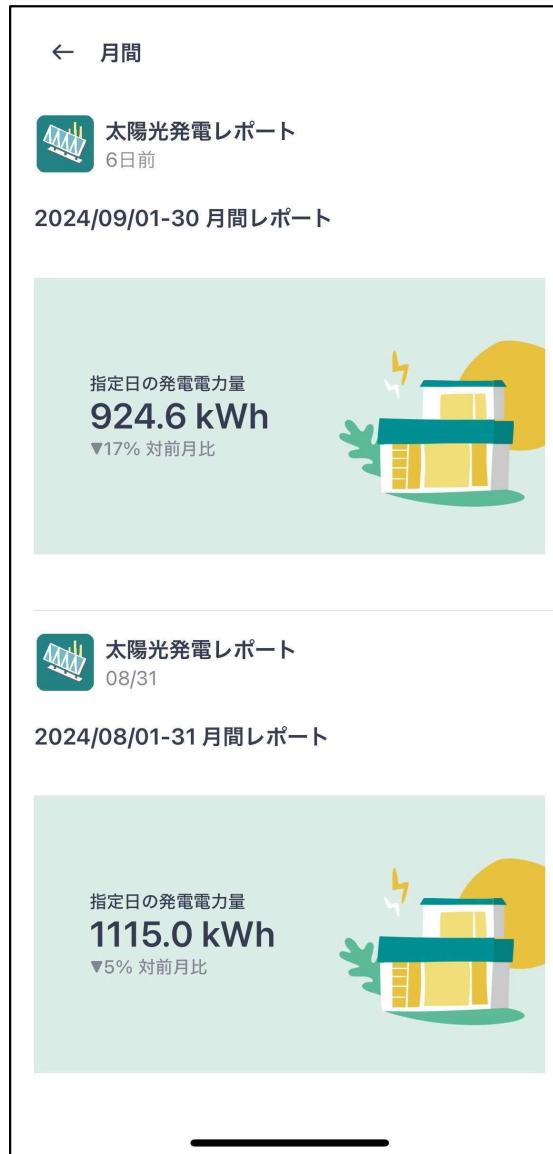 ← 月間
太陽光発電レポート
6日前
2024/09/01-30 月間レポート
指定日の発電電力量
924.6 kWh
▼17% 対前月比
太陽光発電レポート
08/31
2024/08/01-31 月間レポート
指定日の発電電力量
1115.0 kWh
▼5% 対前月比